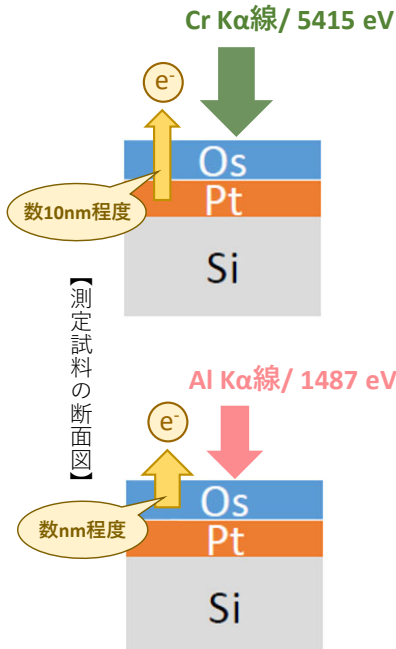 Cr Kα線/ 5415 eV
e⁻
Os
数10nm程度
Pt
Si
【測定試料の断面図】
Al Kα線/ 1487 eV
e⁻
Os
数nm程度
Pt
Si